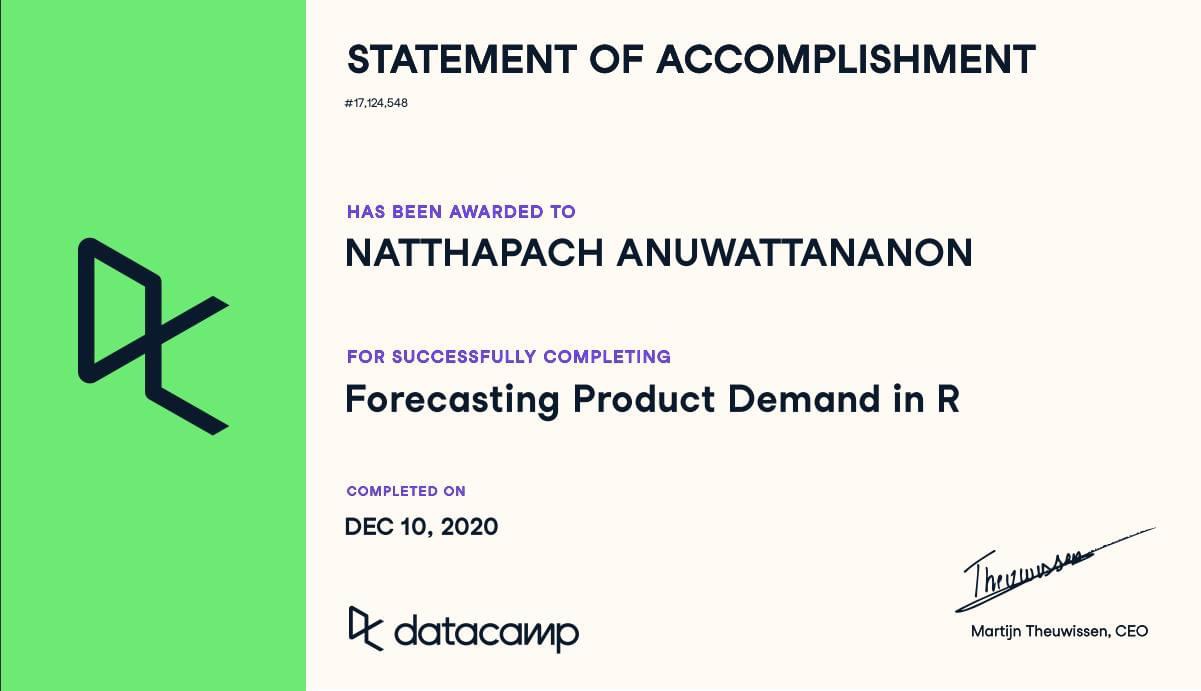 STATEMENT OF ACCOMPLISHMENT
#17,124,548
HAS BEEN AWARDED TO
NATTHAPACH ANUWATTANANON
FOR SUCCESSFULLY COMPLETING
Forecasting Product Demand in R
COMPLETED ON
DEC 10, 2020
Theuwissen
datacamp
Martijn Theuwissen, CEO